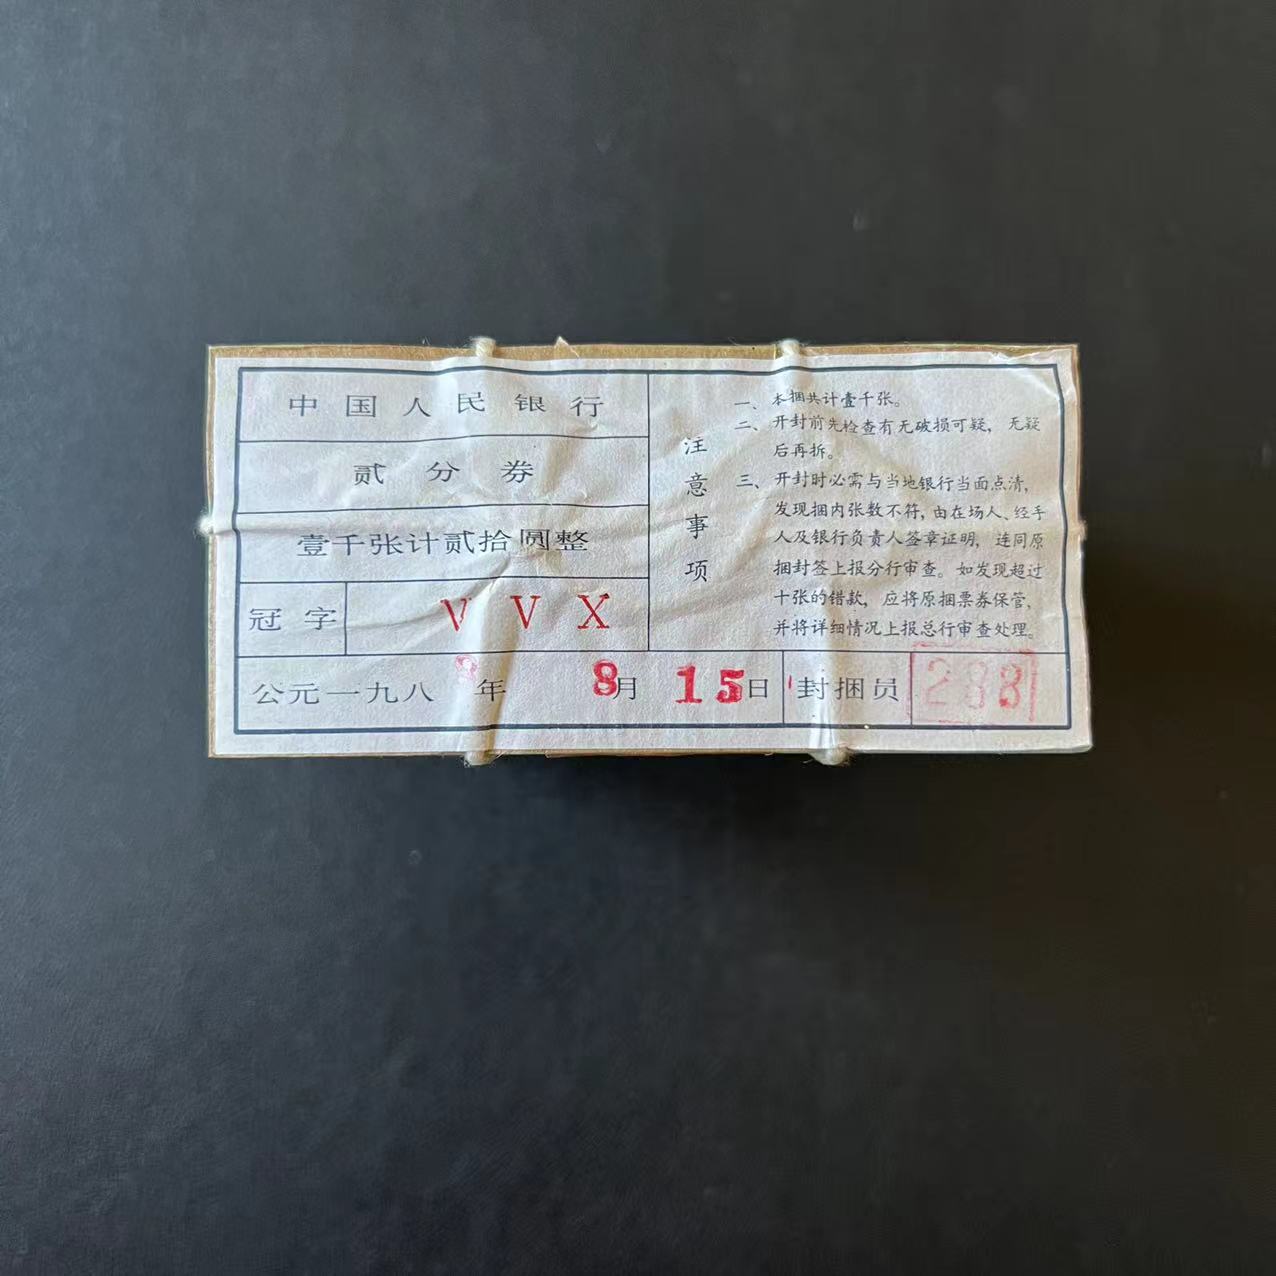 中国人民银行
贰分券
壹千张计贰拾圆整
冠字 VVX
公元一九八 年 8月 15日 封捆员 288
注意事项
一、本捆共计壹千张。
二、开封前先检查有无破损可疑，无疑
后再拆。
三、开封时必需与当地银行当面点清，
发现捆内张数不符，由在场人、经手
人及银行负责人签章证明，连同原
捆封签上报分行审查。如发现超过
十张的错款，应将原捆票券保管，
并将详细情况上报总行审查处理。